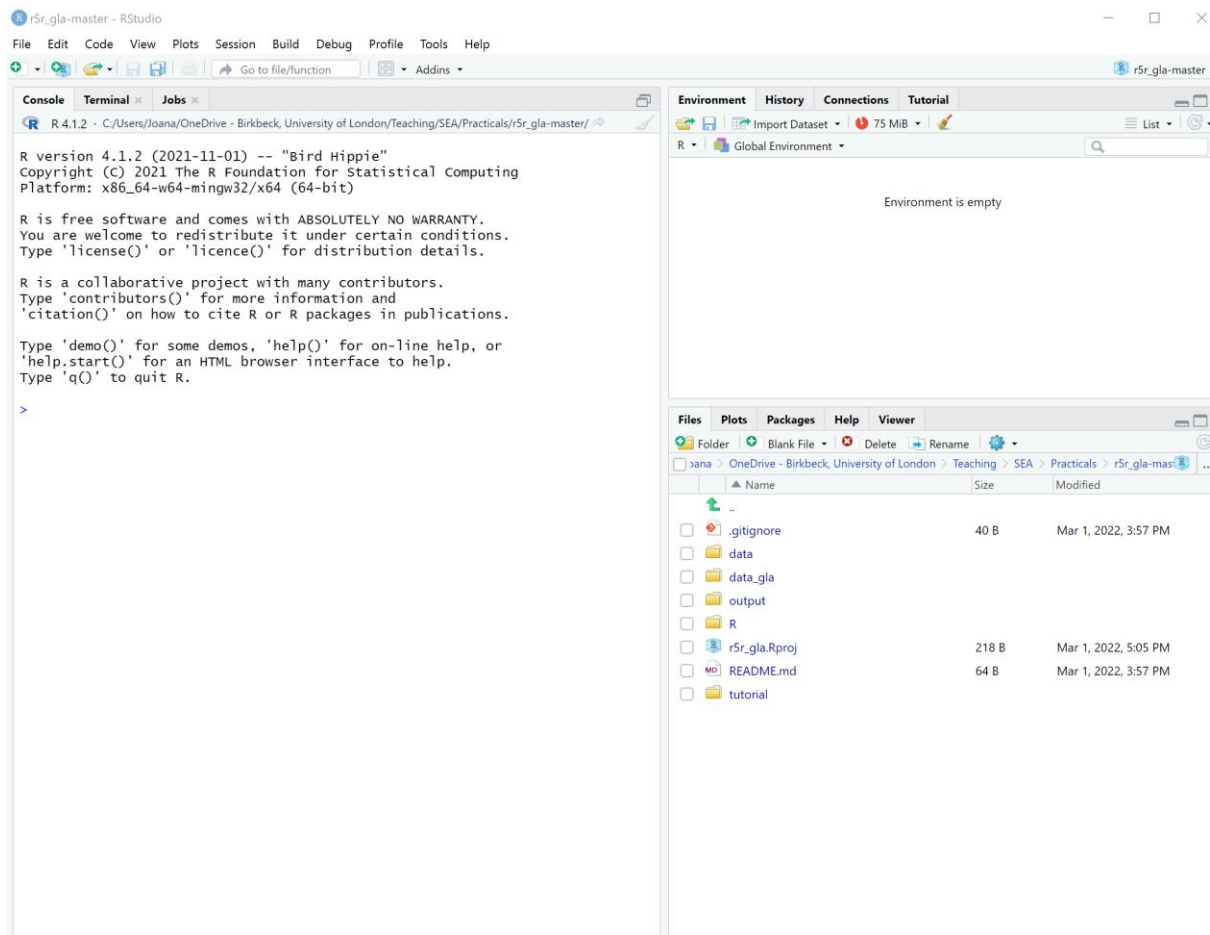 r5r_gla-master - RStudio
File Edit Code View Plots Session Build Debug Profile Tools Help
Go to file/function Addins r5r_gla-master
Console Terminal Jobs
R 4.1.2 · C:/Users/Joana/OneDrive - Birkbeck, University of London/Teaching/SEA/Practicals/r5r_gla-master/
R version 4.1.2 (2021-11-01) -- "Bird Hippie"
Copyright (C) 2021 The R Foundation for Statistical Computing
Platform: x86_64-w64-mingw32/x64 (64-bit)
R is free software and comes with ABSOLUTELY NO WARRANTY.
You are welcome to redistribute it under certain conditions.
Type 'license()' or 'licence()' for distribution details.
R is a collaborative project with many contributors.
Type 'contributors()' for more information and
'citation()' on how to cite R or R packages in publications.
Type 'demo()' for some demos, 'help()' for on-line help, or
'help.start()' for an HTML browser interface to help.
Type 'q()' to quit R.
>
Environment History Connections Tutorial
Import Dataset 75 MiB List
R Global Environment
Environment is empty
Files Plots Packages Help Viewer
Folder Blank File Delete Rename
OneDrive - Birkbeck, University of London > Teaching > SEA > Practicals > r5r_gla-mas ..
Name Size Modified
..
.gitignore 40 B Mar 1, 2022, 3:57 PM
data
data_gla
output
R
r5r_gla.Rproj 218 B Mar 1, 2022, 5:05 PM
README.md 64 B Mar 1, 2022, 3:57 PM
tutorial